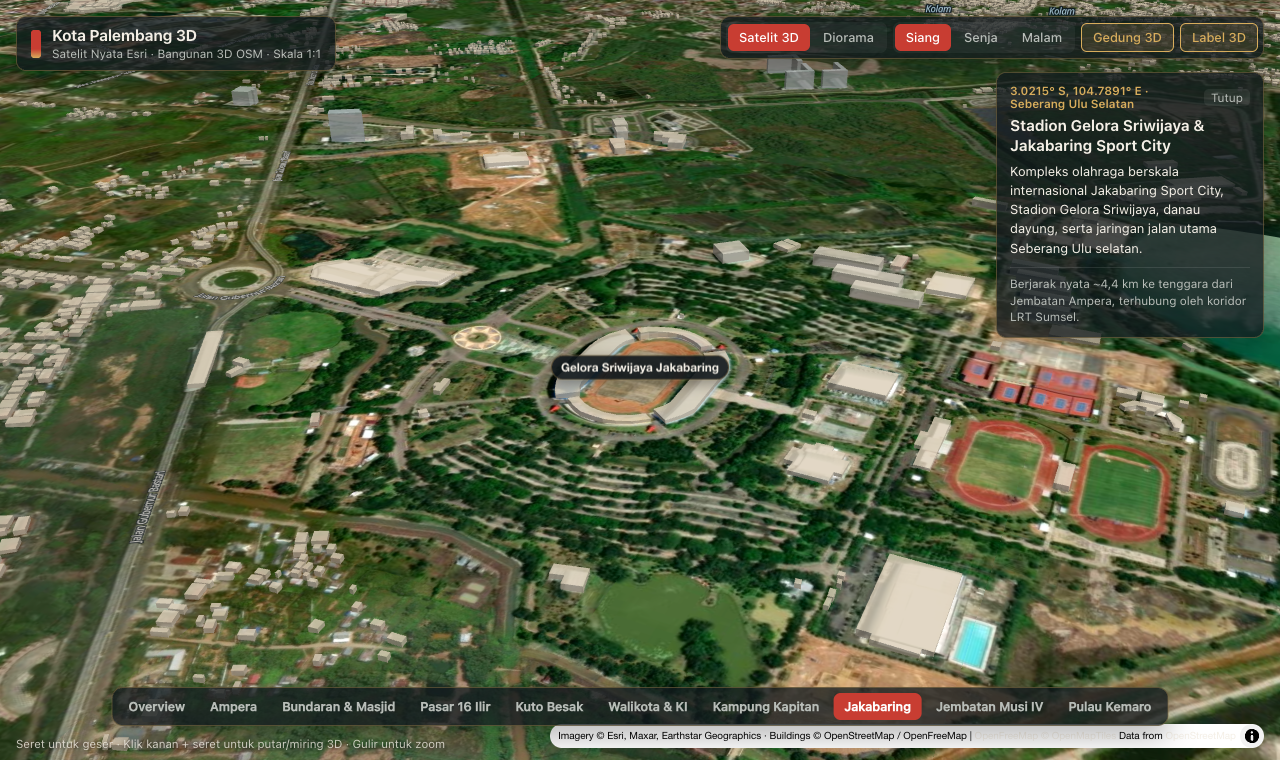 Kolam
Kolam
Kota Palembang 3D
Satelit Nyata Esri · Bangunan 3D OSM · Skala 1:1
Satelit 3D
Diorama
Siang
Senja
Malam
Gedung 3D
Label 3D
3.0215° S, 104.7891° E ·
Seberang Ulu Selatan
Tutup
Stadion Gelora Sriwijaya &
Jakabaring Sport City
Kompleks olahraga berskala
internasional Jakabaring Sport City,
Stadion Gelora Sriwijaya, danau
dayung, serta jaringan jalan utama
Seberang Ulu selatan.
Berjarak nyata ~4,4 km ke tenggara dari
Jembatan Ampera, terhubung oleh koridor
LRT Sumsel.
Gelora Sriwijaya Jakabaring
Jalan Gubernur Bastari
Overview
Ampera
Bundaran & Masjid
Pasar 16 Ilir
Kuto Besak
Walikota & KI
Kampung Kapitan
Jakabaring
Jembatan Musi IV
Pulau Kemaro
Seret untuk geser · Klik kanan + seret untuk putar/miring 3D · Gulir untuk zoom
Imagery © Esri, Maxar, Earthstar Geographics · Buildings © OpenStreetMap / OpenFreeMap | OpenFreeMap © OpenMapTiles Data from OpenStreetMap